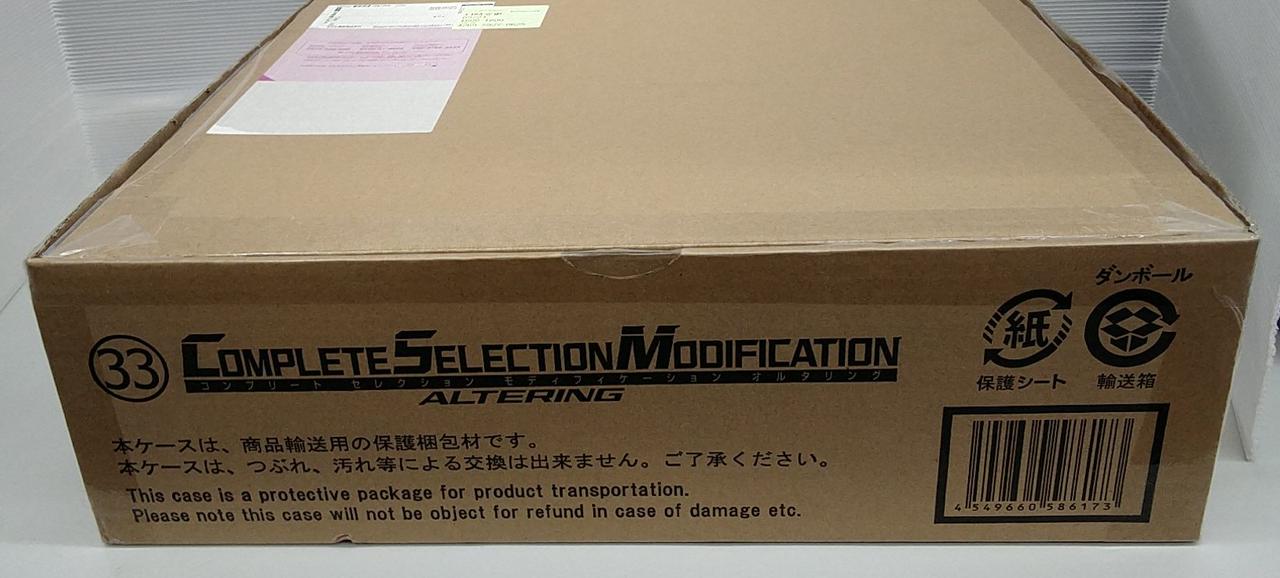 ダンボール
紙
保護シート
輸送箱
33
COMPLETE SELECTION MODIFICATION
コンプリート セレクション モディフィケーション オルタリング
ALTERING
本ケースは、商品輸送用の保護梱包材です。
本ケースは、つぶれ、汚れ等による交換は出来ません。ご了承ください。
This case is a protective package for product transportation.
Please note this case will not be object for refund in case of damage etc.
4 549660 586173